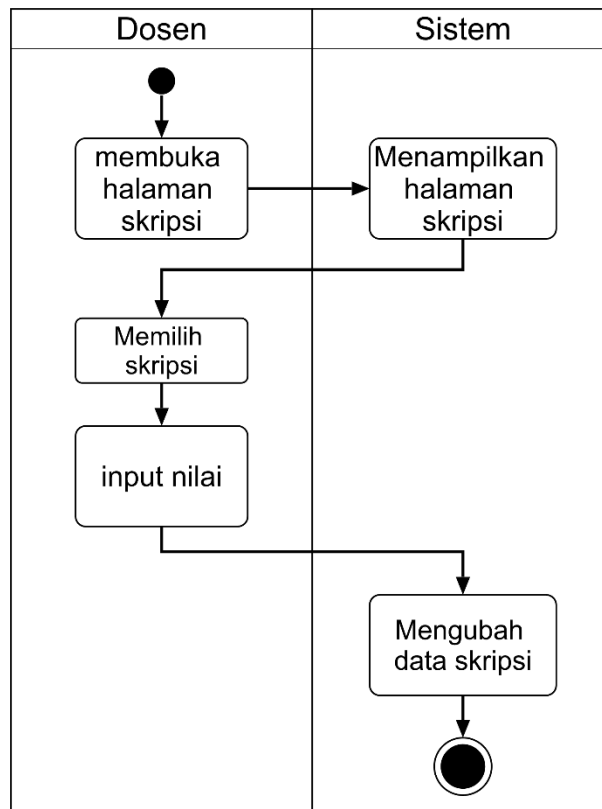 Dosen
Sistem
membuka
halaman
skripsi
Menampilkan
halaman
skripsi
Memilih
skripsi
input nilai
Mengubah
data skripsi